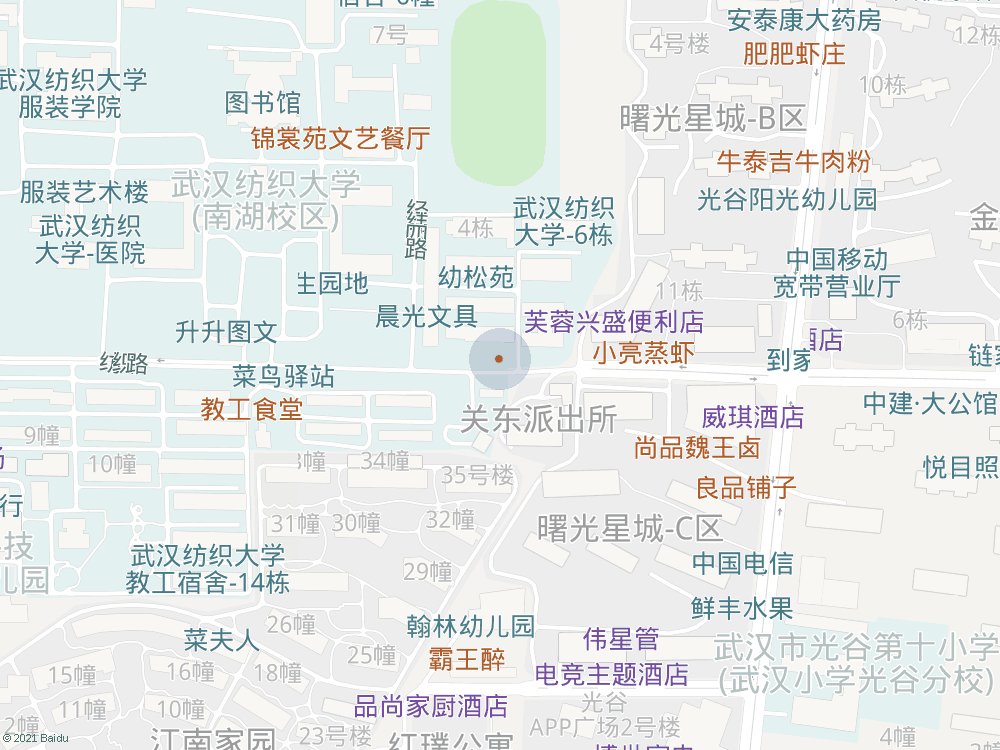 宿舍-6幢
7号
安泰康大药房
12栋
4号楼
肥肥虾庄
武汉纺织大学
服装学院
10栋
图书馆
曙光星城-B区
锦裳苑文艺餐厅
牛泰吉牛肉粉
服装艺术楼
武汉纺织大学
(南湖校区)
光谷阳光幼儿园
武汉纺织
大学-6栋
金
武汉纺织
大学-医院
4栋
路
中国移动
宽带营业厅
幼松苑
生园地
11栋
晨光文具
芙蓉兴盛便利店
6栋
升升图文
酒店
小亮蒸虾
到家
链家
路
菜鸟驿站
教工食堂
中建·大公馆
关东派出所
威琪酒店
9幢
尚品魏王卤
10幢
3幢
34幢
35号楼
悦目照
良品铺子
行
31幢
30幢
32幢
曙光星城-C区
技
儿园
武汉纺织大学
教工宿舍-14栋
29幢
中国电信
鲜丰水果
26幢
翰林幼儿园
菜夫人
伟星管
武汉市光谷第十小学
(武汉小学光谷分校)
25幢
霸王醉
15幢
16幢
18幢
电竞主题酒店
品尚家厨酒店
光谷
APP广场2号楼
2幢
11幢
10幢
江南家园
23号楼
红璞公寓
4幢
© 2021 Baidu